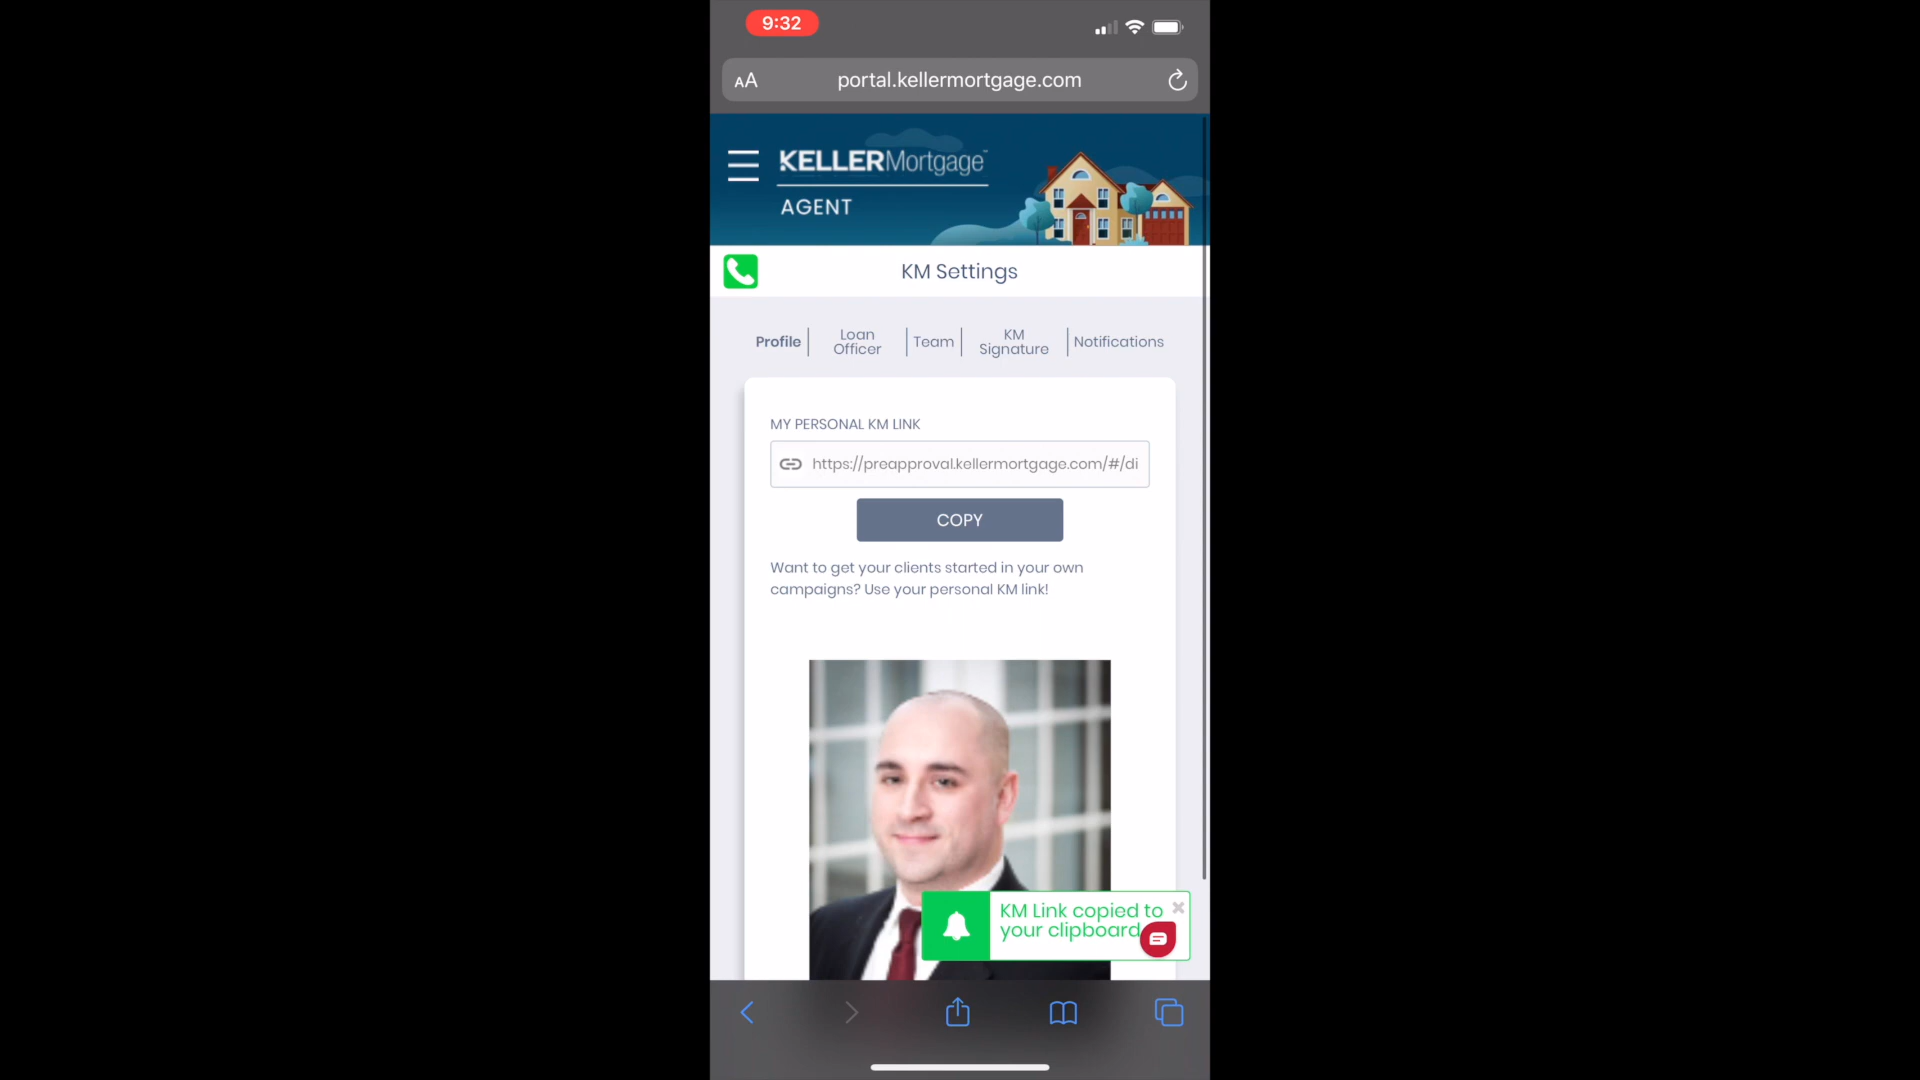 9:32
AA portal.kellermortgage.com
KELLERMortgage™
AGENT
KM Settings
Profile | Loan Officer | Team | KM Signature | Notifications
MY PERSONAL KM LINK
https://preapproval.kellermortgage.com/#/di
COPY
Want to get your clients started in your own
campaigns? Use your personal KM link!
KM Link copied to
your clipboard